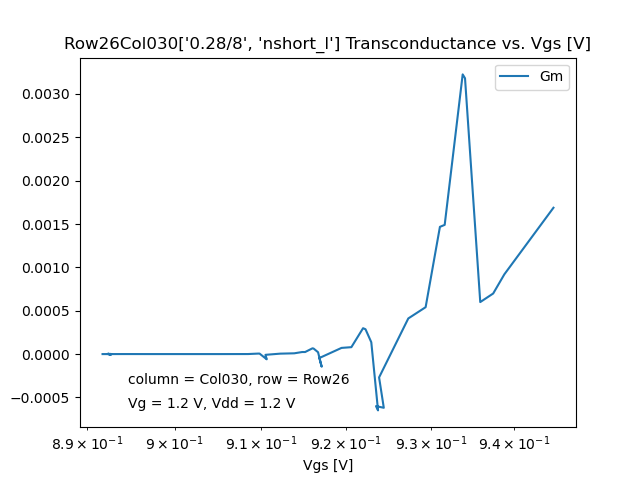 Row26Col030['0.28/8', 'nshort_l'] Transconductance vs. Vgs [V]
Gm
0.0030
0.0025
0.0020
0.0015
0.0010
0.0005
0.0000
−0.0005
column = Col030, row = Row26
Vg = 1.2 V, Vdd = 1.2 V
8.9 × 10⁻¹ 9 × 10⁻¹ 9.1 × 10⁻¹ 9.2 × 10⁻¹ 9.3 × 10⁻¹ 9.4 × 10⁻¹
Vgs [V]